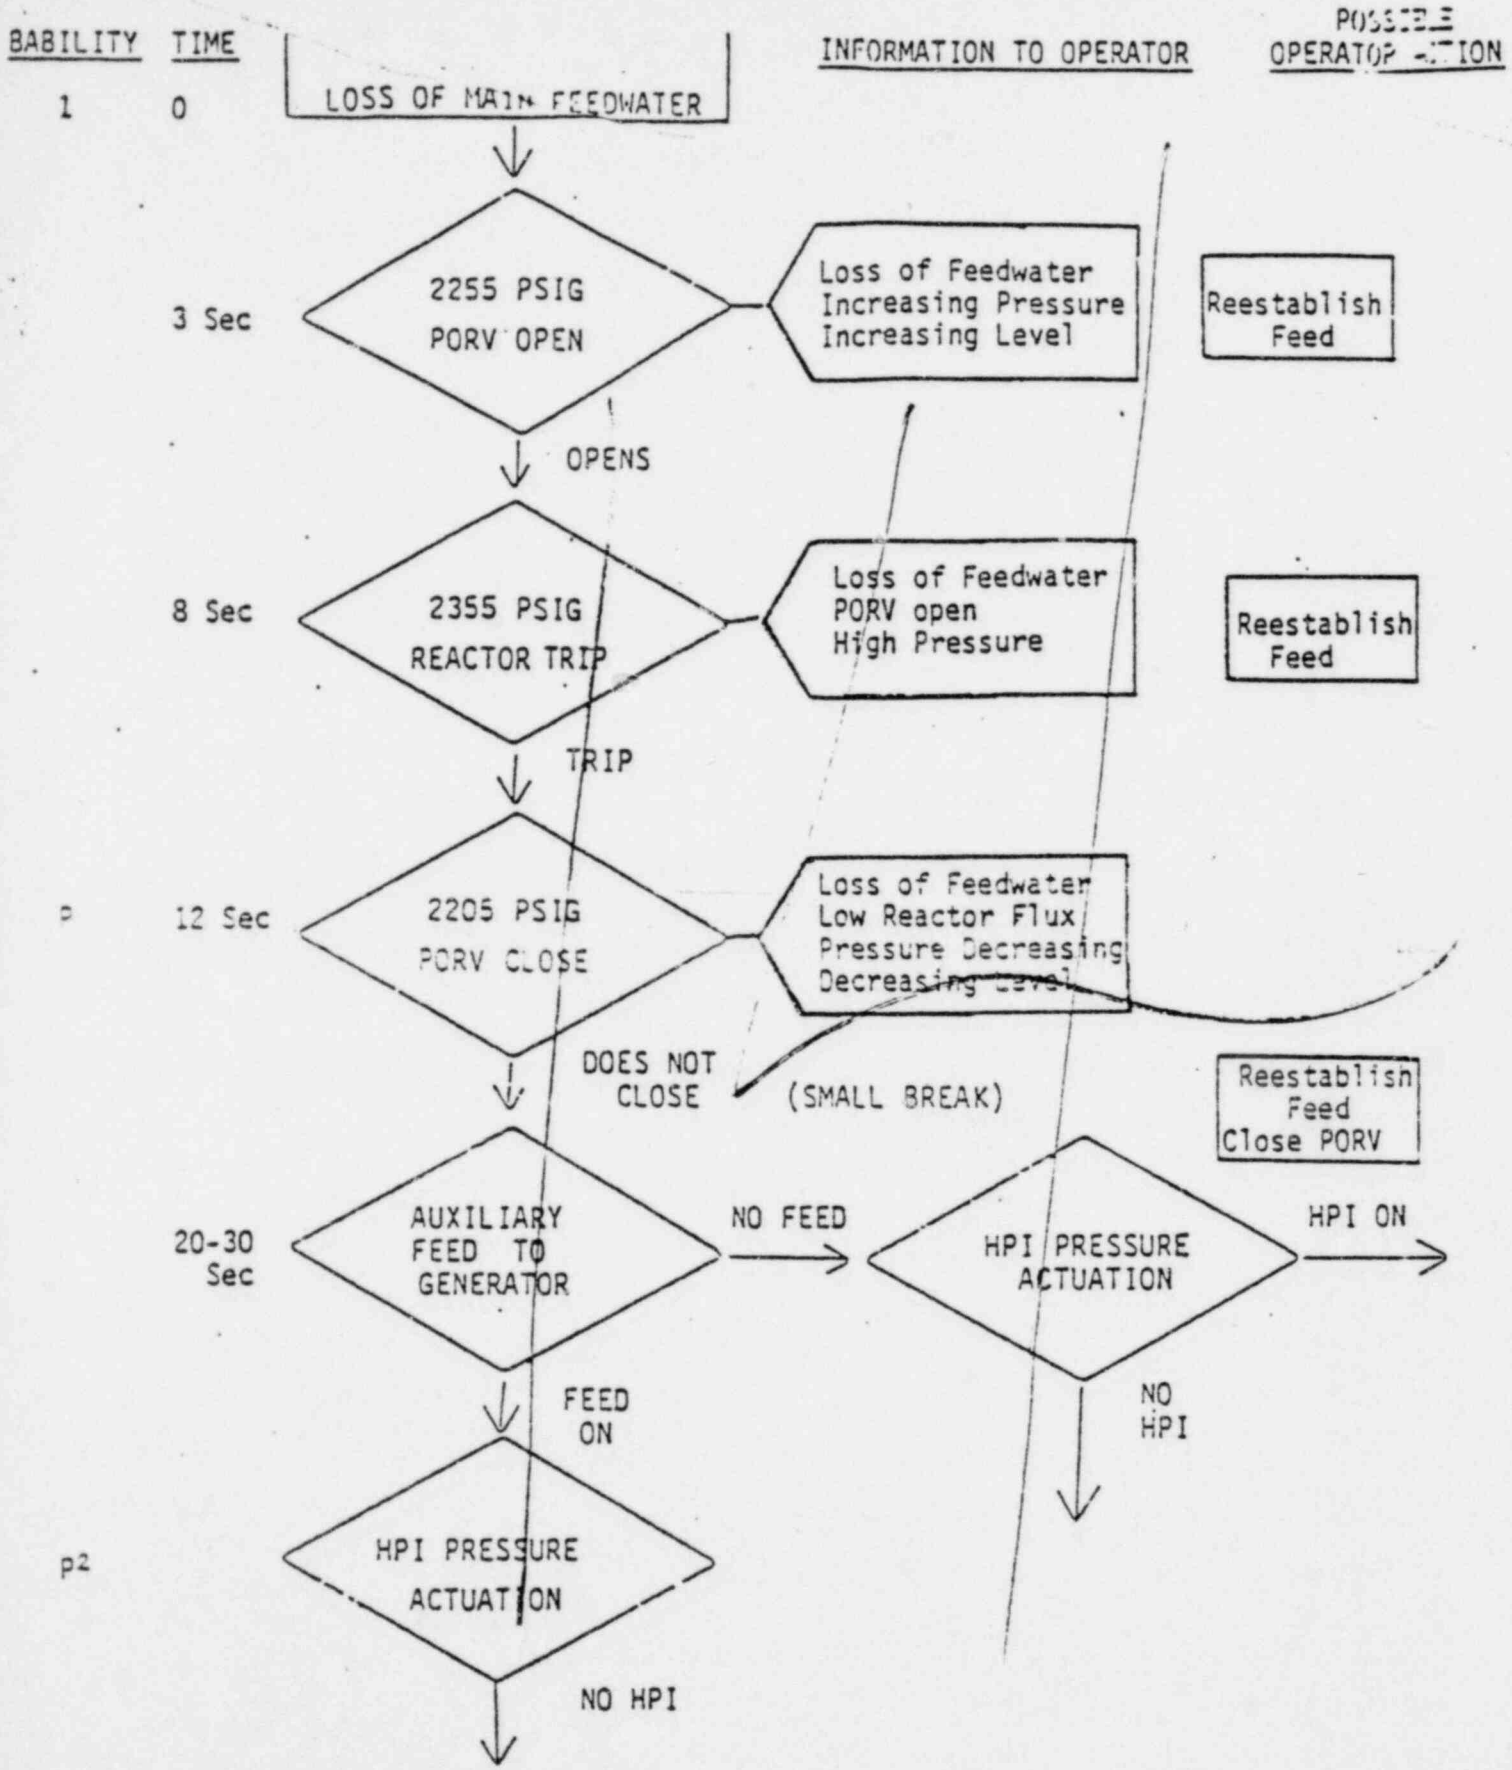 BABILITY TIME INFORMATION TO OPERATOR
OPERATOR
1 0 LOSS OF MAIN FEEDWATER
3 Sec
2255 PSIG
PORV OPEN
Loss of Feedwater
Increasing Pressure
Increasing Level
Reestablish
Feed
OPENS
8 Sec
2355 PSIG
REACTOR TRIP
Loss of Feedwater
PORV open
High Pressure
Reestablish
Feed
TRIP
12 Sec
2205 PSIG
PORV CLOSE
Loss of Feedwater
Low Reactor Flux
Pressure Decreasing
Decreasing Level
DOES NOT
CLOSE
(SMALL BREAK)
Reestablish
Feed
Close PORV
20-30
Sec
AUXILIARY
FEED TO
GENERATOR
NO FEED
HPI PRESSURE
ACTUATION
HPI ON
FEED
ON
NO
HPI
p2
HPI PRESSURE
ACTUATION
NO HPI